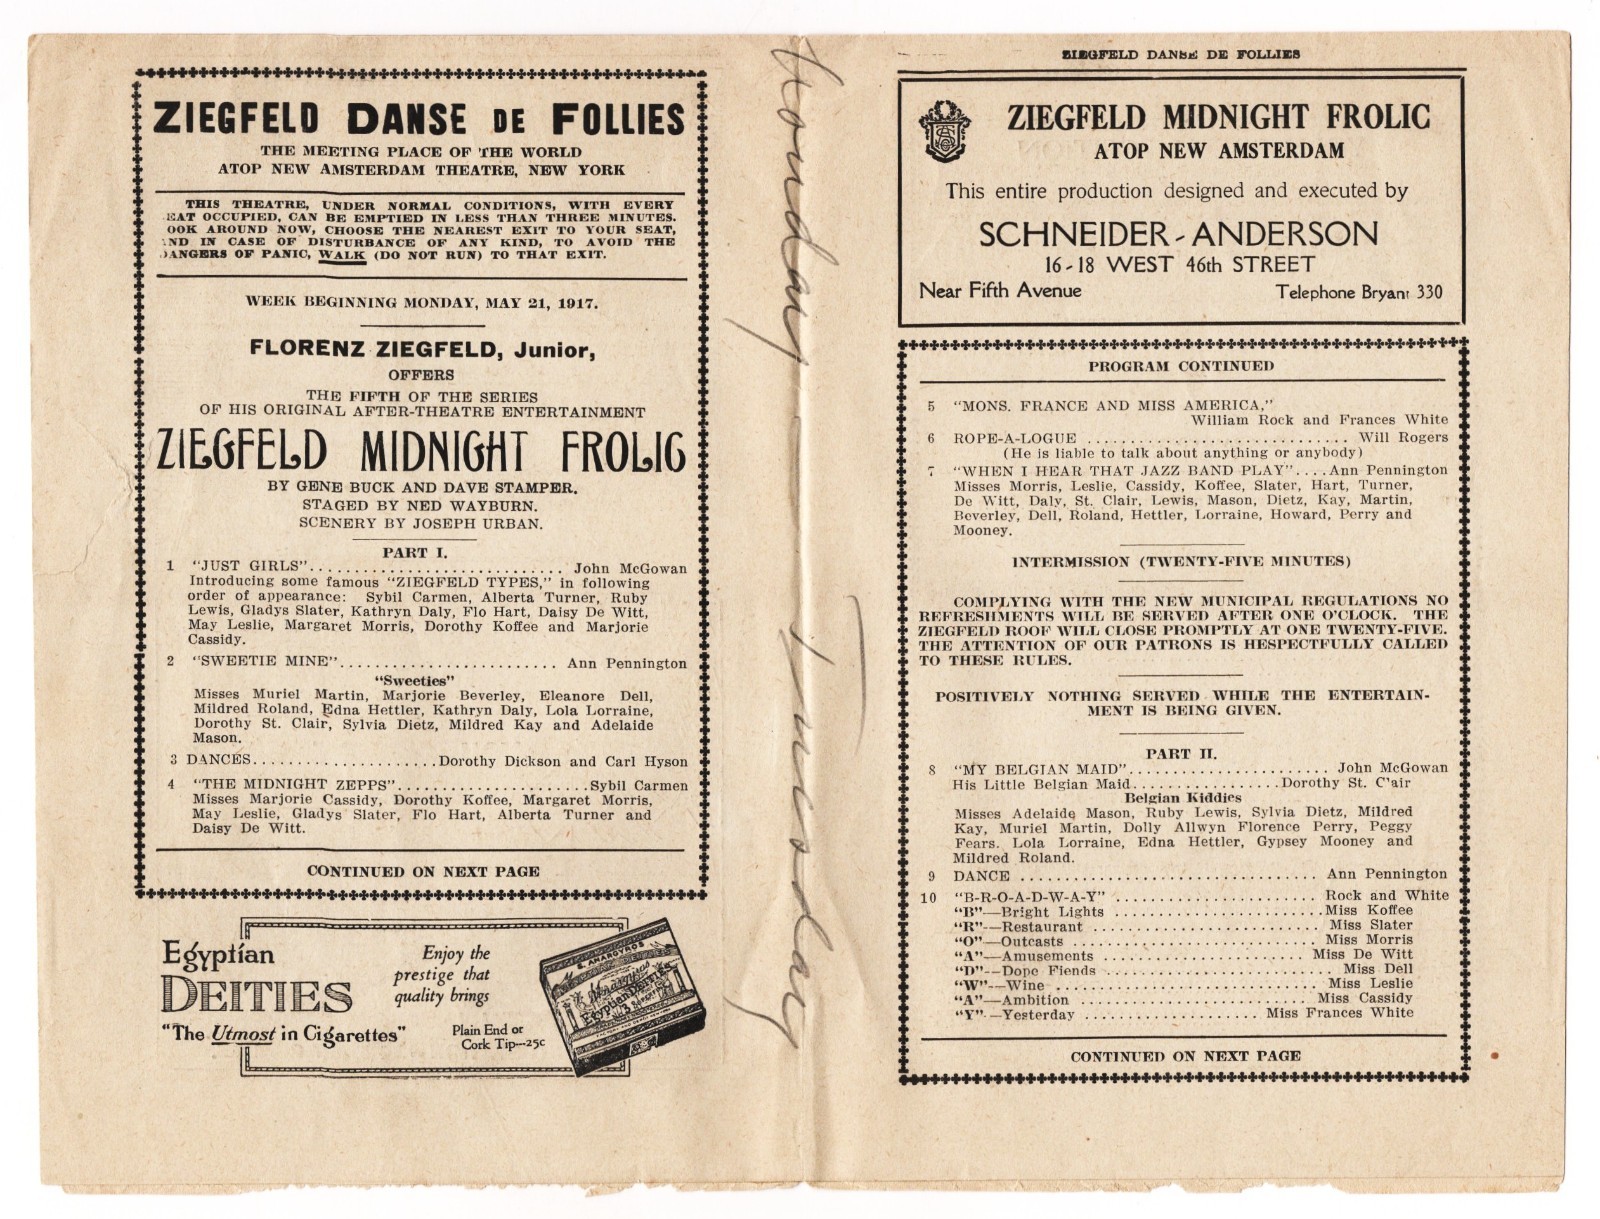 ZIEGFELD DANSE DE FOLLIES
THE MEETING PLACE OF THE WORLD
ATOP NEW AMSTERDAM THEATRE, NEW YORK
THIS THEATRE, UNDER NORMAL CONDITIONS, WITH EVERY
EAT OCCUPIED, CAN BE EMPTIED IN LESS THAN THREE MINUTES.
OOK AROUND NOW, CHOOSE THE NEAREST EXIT TO YOUR SEAT,
ND IN CASE OF DISTURBANCE OF ANY KIND, TO AVOID THE
DANGERS OF PANIC, WALK (DO NOT RUN) TO THAT EXIT.
WEEK BEGINNING MONDAY, MAY 21, 1917.
FLORENZ ZIEGFELD, Junior,
OFFERS
THE FIFTH OF THE SERIES
OF HIS ORIGINAL AFTER-THEATRE ENTERTAINMENT
ZIEGFELD MIDNIGHT FROLIC
BY GENE BUCK AND DAVE STAMPER.
STAGED BY NED WAYBURN.
SCENERY BY JOSEPH URBAN.
PART I.
1 "JUST GIRLS"............................John McGowan
Introducing some famous "ZIEGFELD TYPES," in following
order of appearance: Sybil Carmen, Alberta Turner, Ruby
Lewis, Gladys Slater, Kathryn Daly, Flo Hart, Daisy De Witt,
May Leslie, Margaret Morris, Dorothy Koffee and Marjorie
Cassidy.
2 "SWEETIE MINE"........................ Ann Pennington
"Sweeties"
Misses Muriel Martin, Marjorie Beverley, Eleanore Dell,
Mildred Roland, Edna Hettler, Kathryn Daly, Lola Lorraine,
Dorothy St. Clair, Sylvia Dietz, Mildred Kay and Adelaide
Mason.
3 DANCES....................Dorothy Dickson and Carl Hyson
4 "THE MIDNIGHT ZEPPS".....................Sybil Carmen
Misses Marjorie Cassidy, Dorothy Koffee, Margaret Morris,
May Leslie, Gladys Slater, Flo Hart, Alberta Turner and
Daisy De Witt.
CONTINUED ON NEXT PAGE
Egyptian
DEITIES
"The Utmost in Cigarettes"
Enjoy the
prestige that
quality brings
Plain End or
Cork Tip---25c
S. ANARGYROS
Egyptian Deities
No. 3
Monday — Tuesday
ZIEGFELD DANSE DE FOLLIES
ZIEGFELD MIDNIGHT FROLIC
ATOP NEW AMSTERDAM
This entire production designed and executed by
SCHNEIDER-ANDERSON
16-18 WEST 46th STREET
Near Fifth Avenue Telephone Bryant 330
PROGRAM CONTINUED
5 "MONS. FRANCE AND MISS AMERICA,"
William Rock and Frances White
6 ROPE-A-LOGUE ............................. Will Rogers
(He is liable to talk about anything or anybody)
7 "WHEN I HEAR THAT JAZZ BAND PLAY"....Ann Pennington
Misses Morris, Leslie, Cassidy, Koffee, Slater, Hart, Turner,
De Witt, Daly, St. Clair, Lewis, Mason, Dietz, Kay, Martin,
Beverley, Dell, Roland, Hettler, Lorraine, Howard, Perry and
Mooney.
INTERMISSION (TWENTY-FIVE MINUTES)
COMPLYING WITH THE NEW MUNICIPAL REGULATIONS NO
REFRESHMENTS WILL BE SERVED AFTER ONE O'CLOCK. THE
ZIEGFELD ROOF WILL CLOSE PROMPTLY AT ONE TWENTY-FIVE.
THE ATTENTION OF OUR PATRONS IS HESPECTFULLY CALLED
TO THESE RULES.
POSITIVELY NOTHING SERVED WHILE THE ENTERTAIN-
MENT IS BEING GIVEN.
PART II.
8 "MY BELGIAN MAID"...................... John McGowan
His Little Belgian Maid.................Dorothy St. Clair
Belgian Kiddies
Misses Adelaide Mason, Ruby Lewis, Sylvia Dietz, Mildred
Kay, Muriel Martin, Dolly Allwyn Florence Perry, Peggy
Fears. Lola Lorraine, Edna Hettler, Gypsey Mooney and
Mildred Roland.
9 DANCE ................................. Ann Pennington
10 "B-R-O-A-D-W-A-Y" ...................... Rock and White
"B"—Bright Lights .......................Miss Koffee
"R"—Restaurant ......................... Miss Slater
"O"—Outcasts ........................... Miss Morris
"A"—Amusements ........................Miss De Witt
"D"—Dope Fiends ......................... Miss Dell
"W"—Wine .............................. Miss Leslie
"A"—Ambition ..........................Miss Cassidy
"Y"—Yesterday ................... Miss Frances White
CONTINUED ON NEXT PAGE